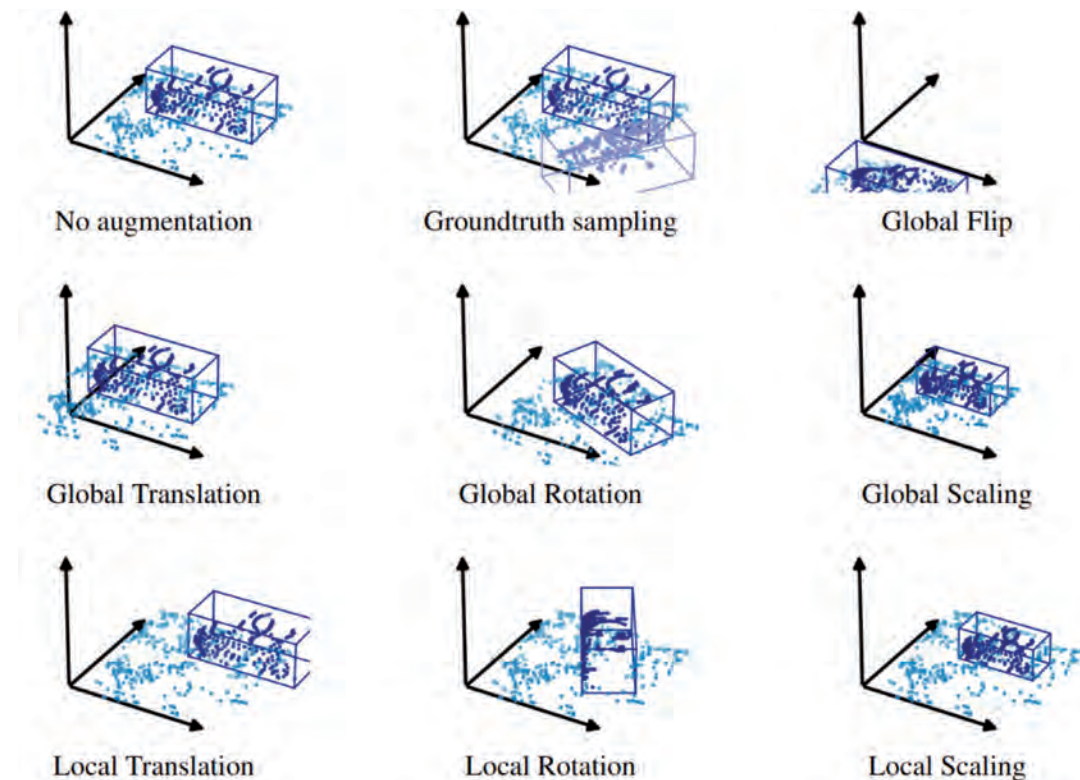 No augmentation
Groundtruth sampling
Global Flip
Global Translation
Global Rotation
Global Scaling
Local Translation
Local Rotation
Local Scaling